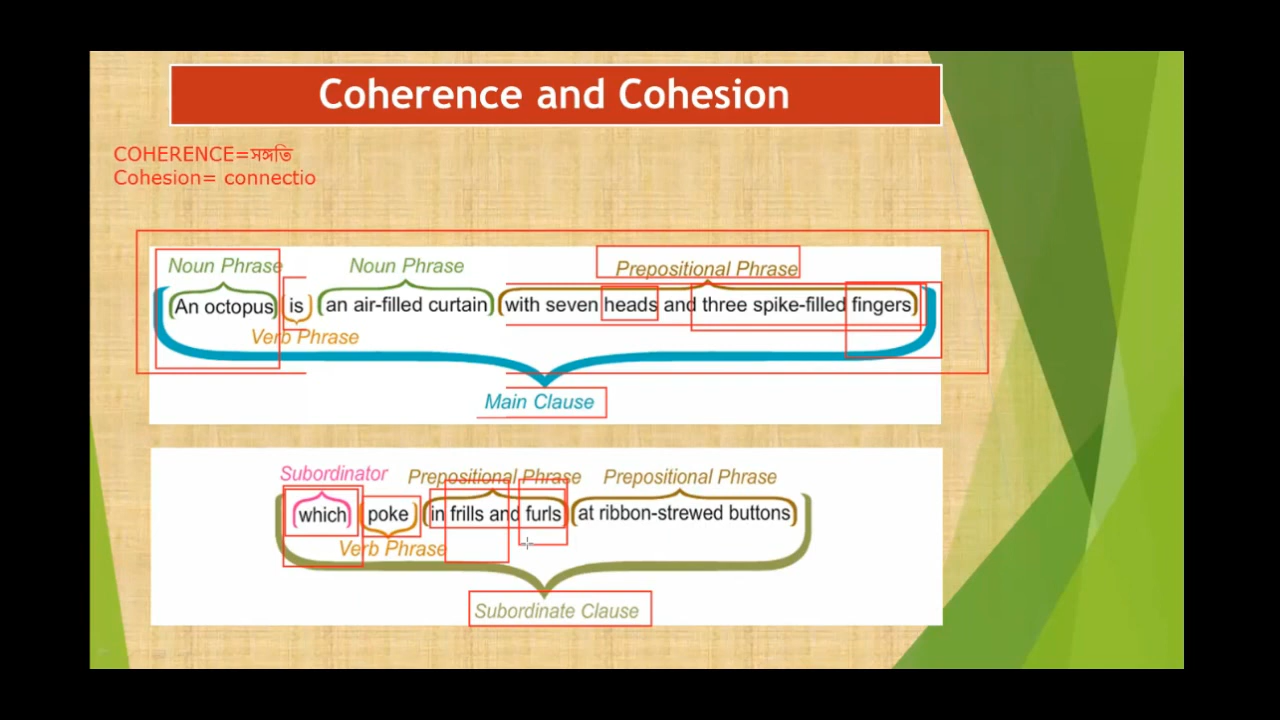 Coherence and Cohesion
COHERENCE=সঙ্গতি
Cohesion= connectio
Noun Phrase Noun Phrase Prepositional Phrase
An octopus is an air-filled curtain with seven heads and three spike-filled fingers
Verb Phrase
Main Clause
Subordinator Prepositional Phrase Prepositional Phrase
which poke in frills and furls at ribbon-strewed buttons
Verb Phrase
Subordinate Clause